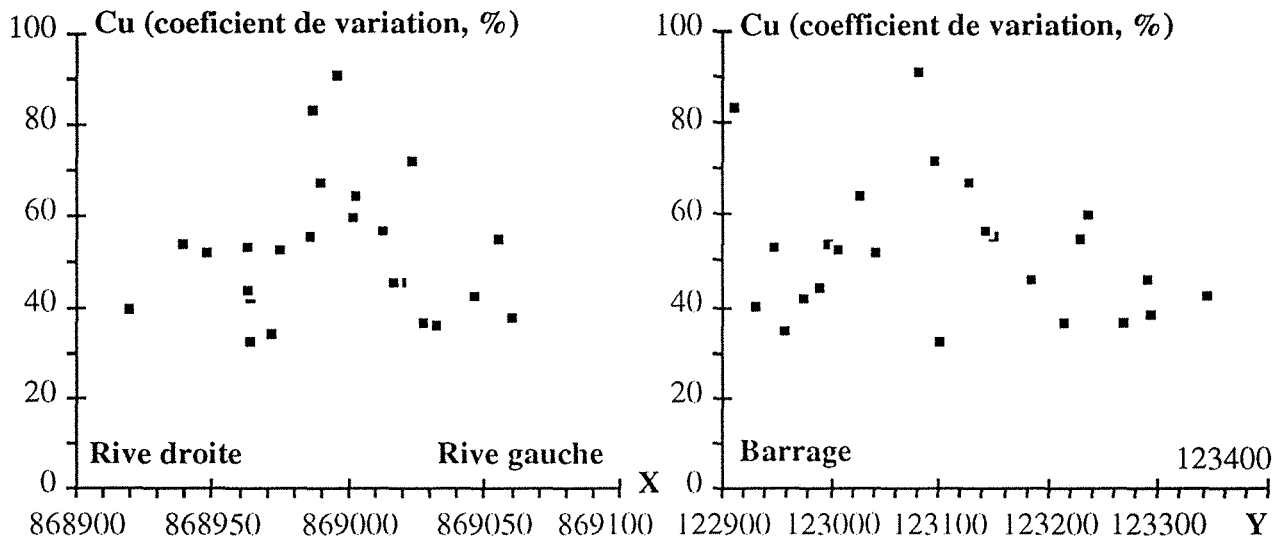 Cu (coeficient de variation, %)
100
80
60
40
20
0
Rive droite
Rive gauche
X
868900 868950 869000 869050 869100
Cu (coefficient de variation, %)
100
80
60
40
20
0
Barrage
123400
122900 123000 123100 123200 123300 Y